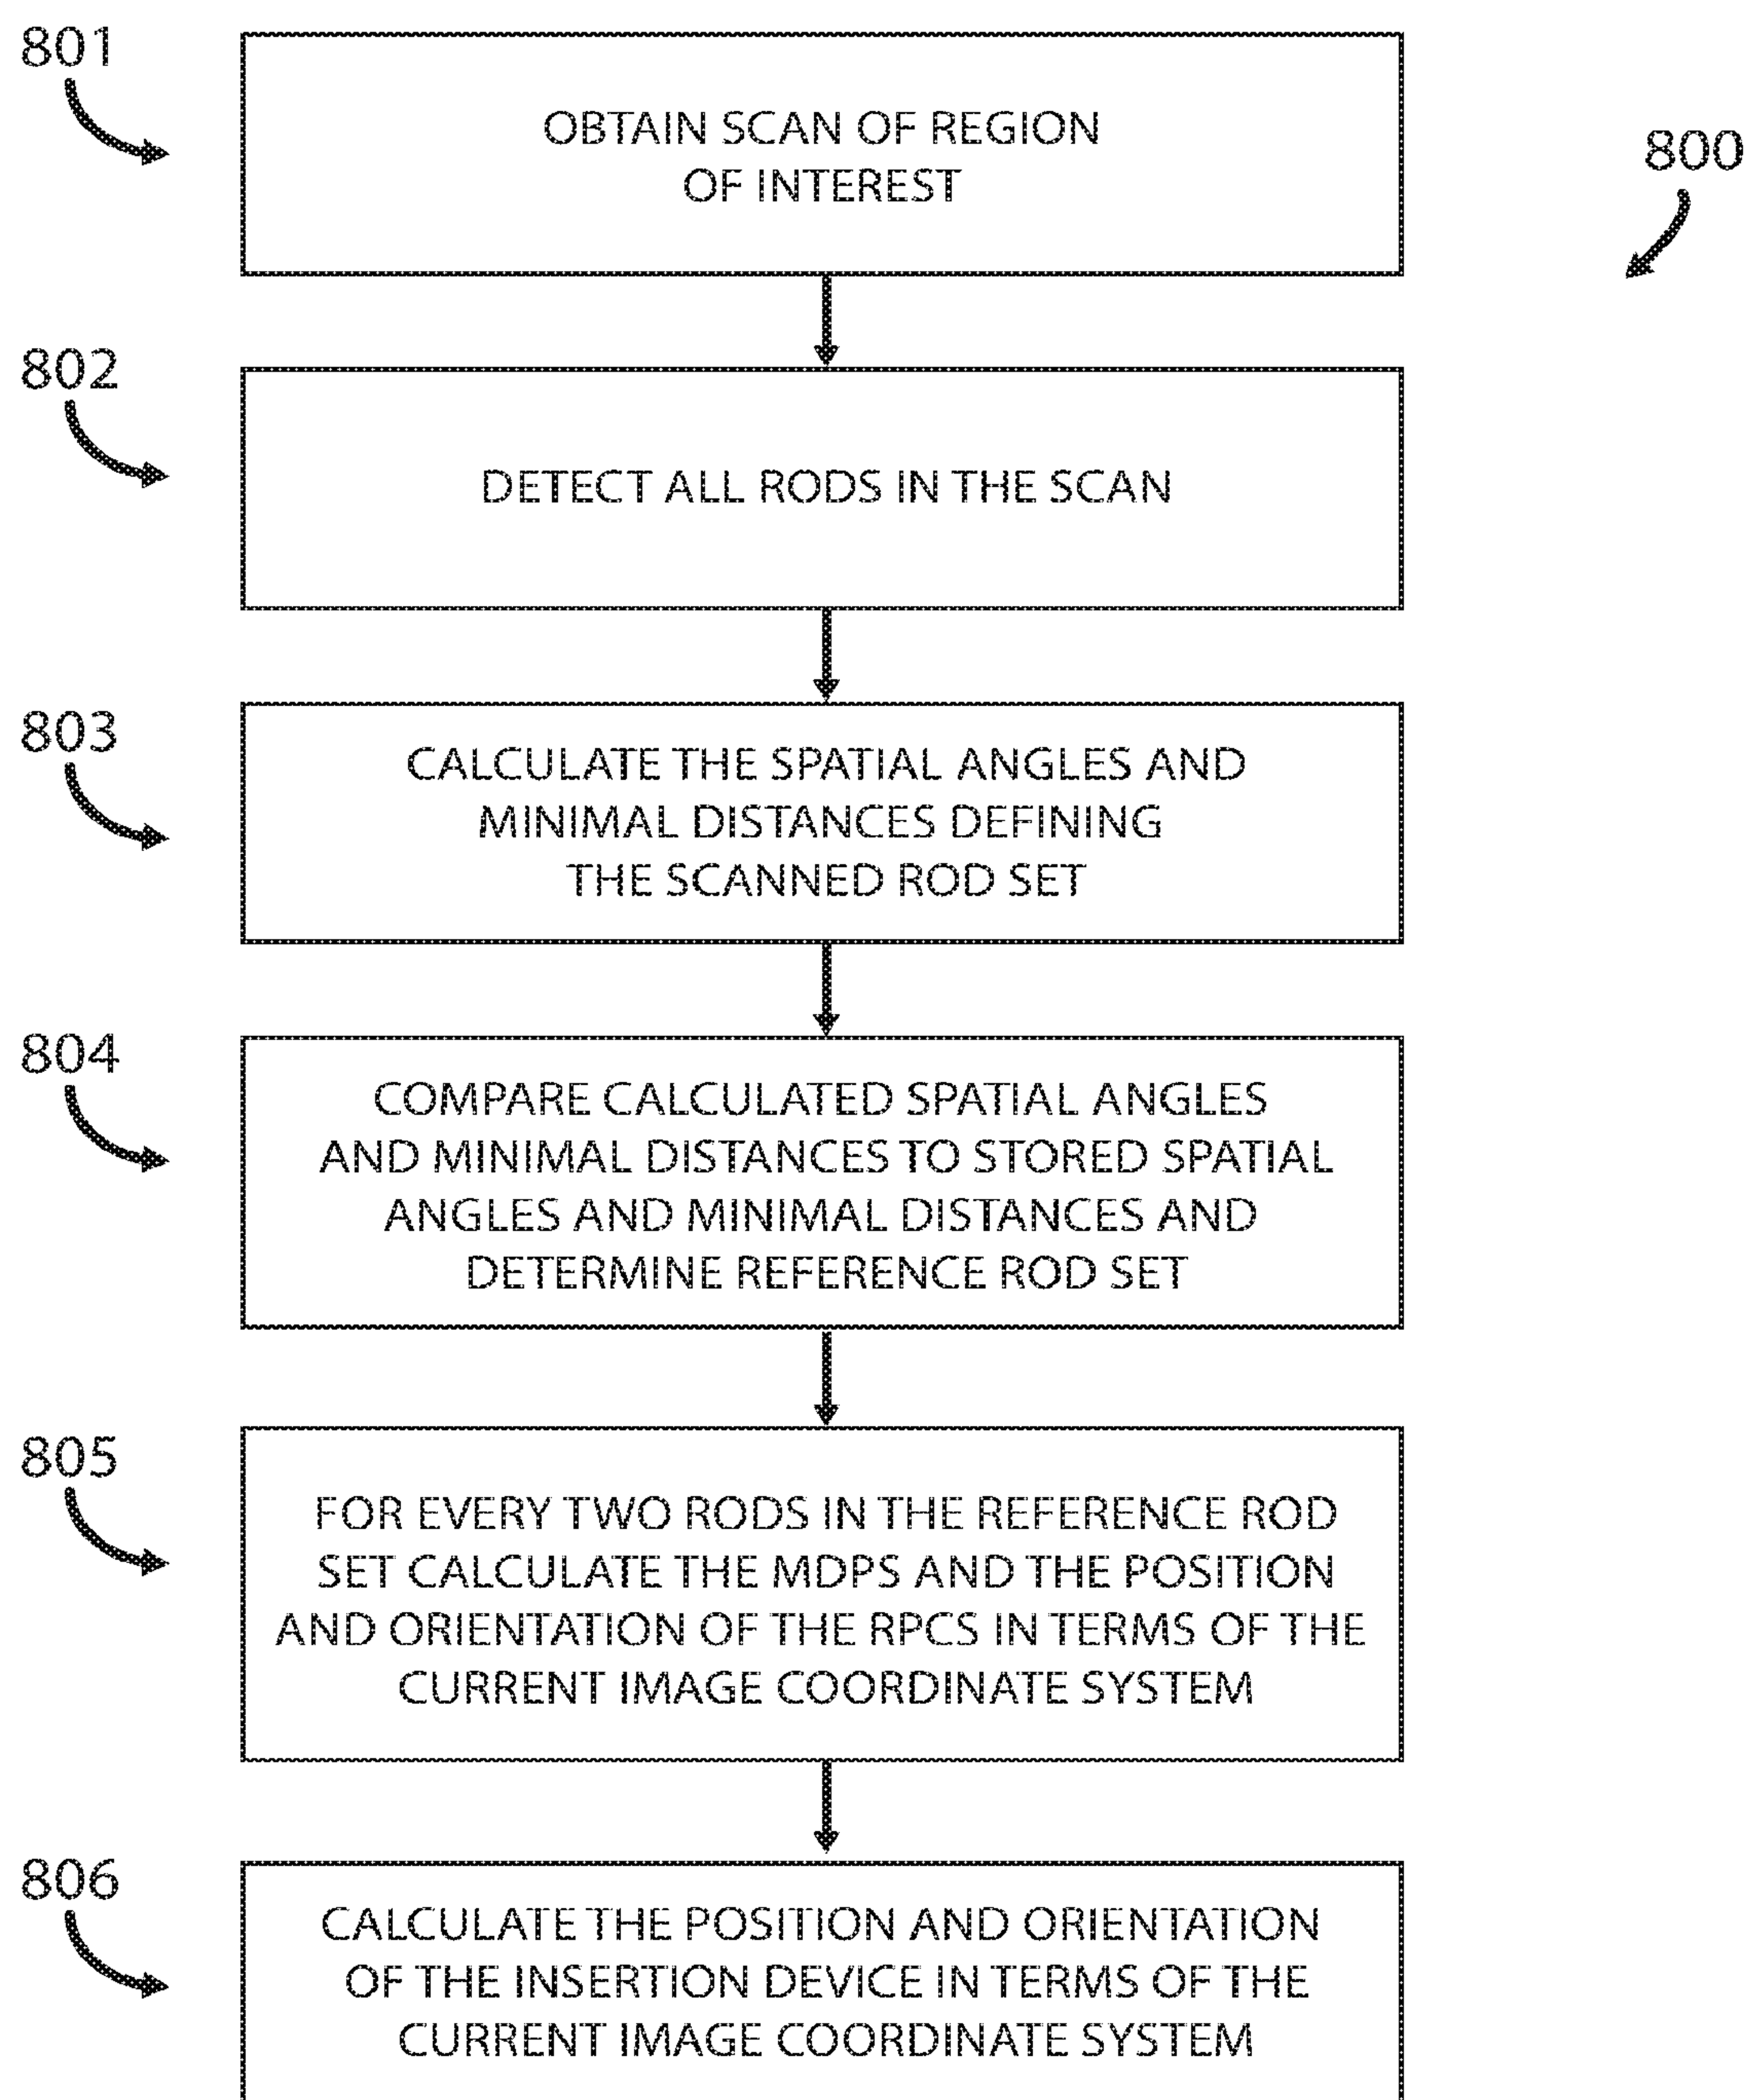 801
OBTAIN SCAN OF REGION
OF INTEREST
800
802
DETECT ALL RODS IN THE SCAN
803
CALCULATE THE SPATIAL ANGLES AND
MINIMAL DISTANCES DEFINING
THE SCANNED ROD SET
804
COMPARE CALCULATED SPATIAL ANGLES
AND MINIMAL DISTANCES TO STORED SPATIAL
ANGLES AND MINIMAL DISTANCES AND
DETERMINE REFERENCE ROD SET
805
FOR EVERY TWO RODS IN THE REFERENCE ROD
SET CALCULATE THE MDPS AND THE POSITION
AND ORIENTATION OF THE RPCS IN TERMS OF THE
CURRENT IMAGE COORDINATE SYSTEM
806
CALCULATE THE POSITION AND ORIENTATION
OF THE INSERTION DEVICE IN TERMS OF THE
CURRENT IMAGE COORDINATE SYSTEM